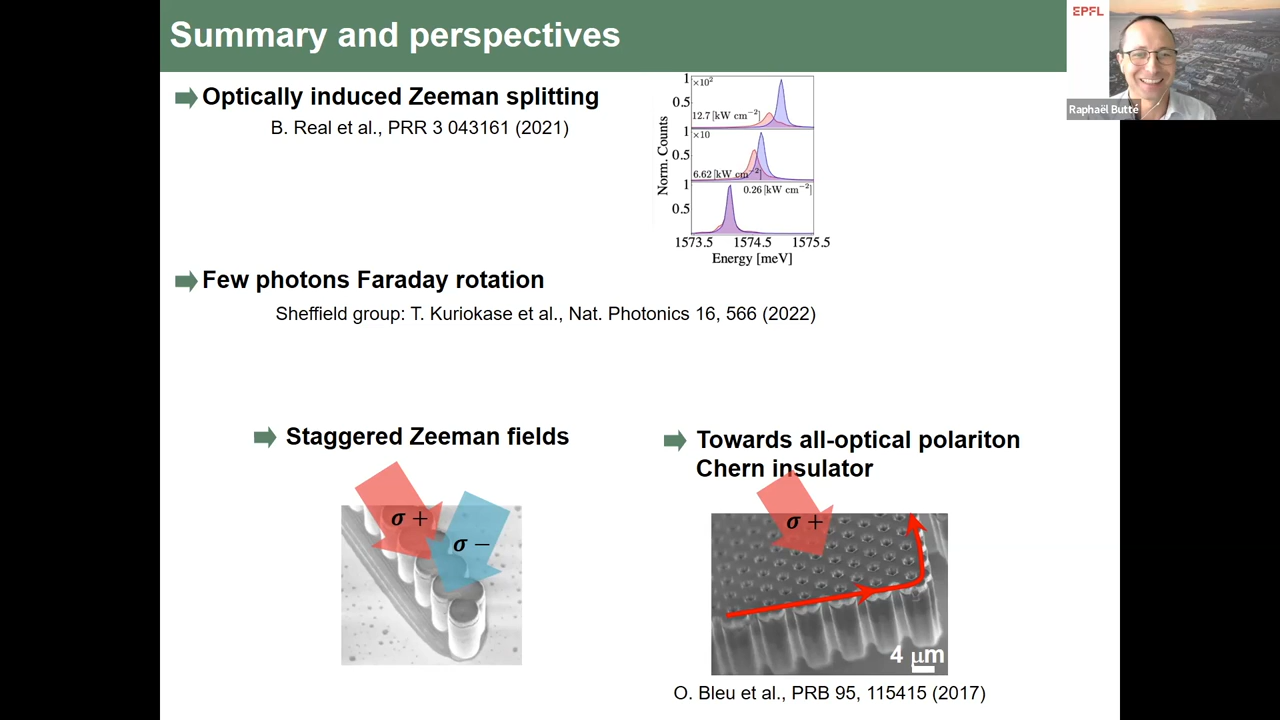 Summary and perspectives
EPFL
Raphaël Butté
Optically induced Zeeman splitting
B. Real et al., PRR 3 043161 (2021)
Norm. Counts
1
×10²
0.5
12.7 [kW cm⁻²]
1
×10
0.5
6.62 [kW cm⁻²]
1
0.26 [kW cm⁻²]
0.5
1573.5 1574.5 1575.5
Energy [meV]
Few photons Faraday rotation
Sheffield group: T. Kuriokase et al., Nat. Photonics 16, 566 (2022)
Staggered Zeeman fields
σ +
σ −
Towards all-optical polariton
Chern insulator
σ +
4 μm
O. Bleu et al., PRB 95, 115415 (2017)